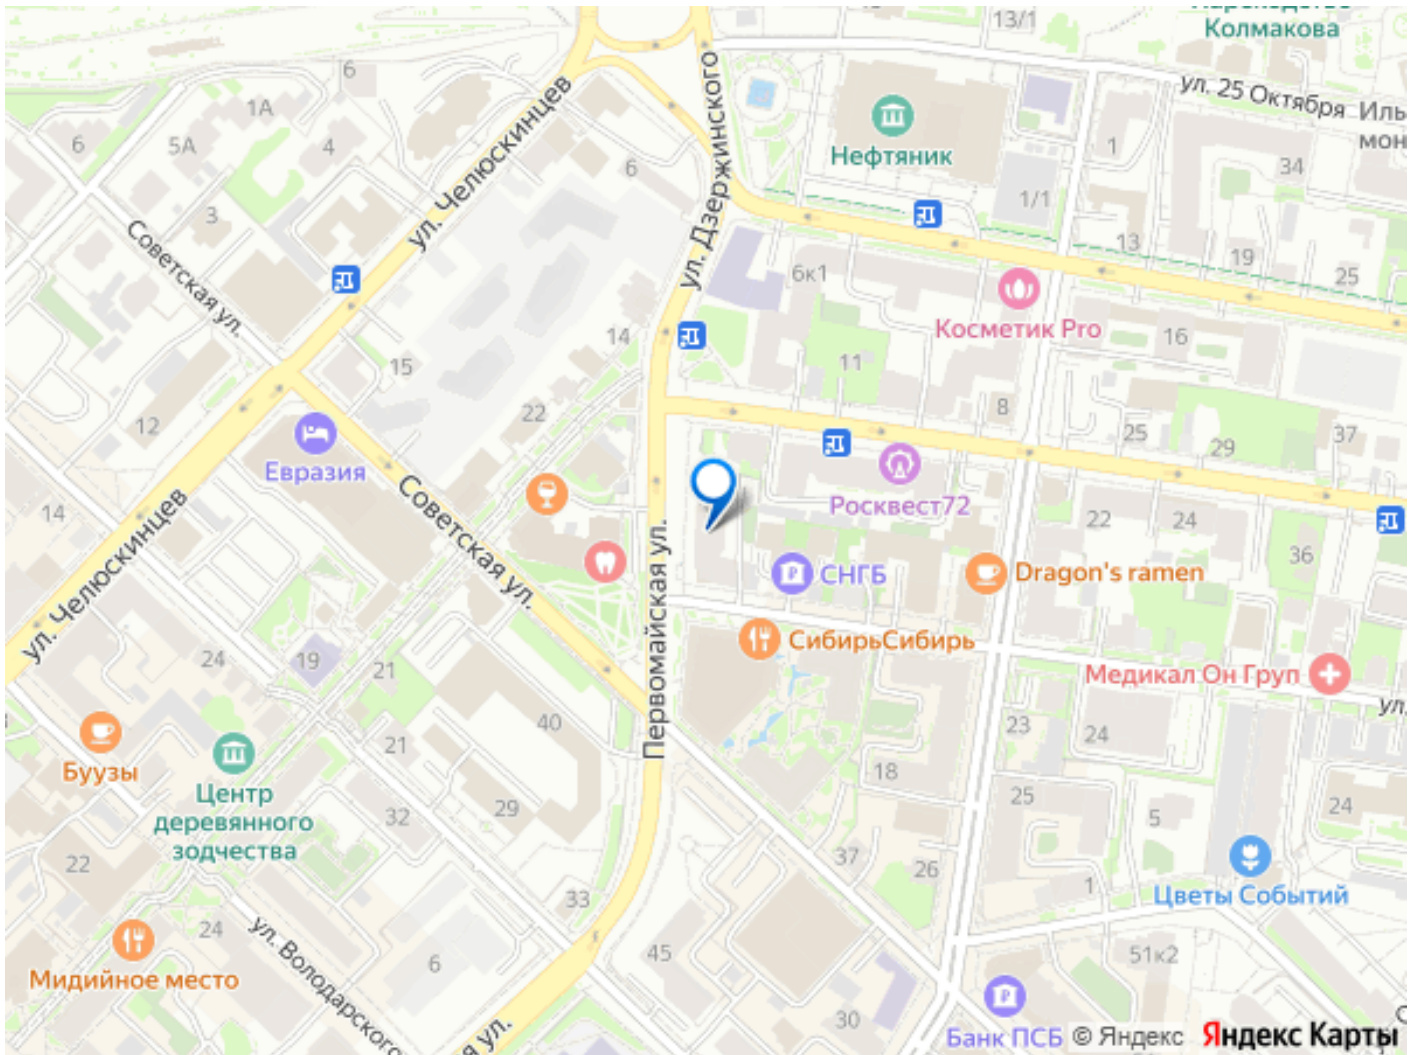 Колмакова
13/1
6
1А
5А
6
4
3
ул. Челюскинцев
6
ул. Дзержинского
Нефтяник
ул. 25 Октября
Иль
мон
1
34
1/1
13
19
25
Советская ул.
6к1
Косметик Pro
16
14
15
11
12
22
8
25
29
37
Евразия
Росквест72
14
22
24
36
Советская ул.
Первомайская ул.
СНГБ
Dragon's ramen
ул. Челюскинцев
СибирьСибирь
24
19
21
Медикал Он Груп
ул.
40
21
23
24
Буузы
Центр
деревянного
зодчества
32
29
18
25
5
24
22
37
26
1
Цветы Событий
33
24
ул. Володарского
6
45
51к2
Мидийное место
30
я ул.
Банк ПСБ
© Яндекс Яндекс Карты